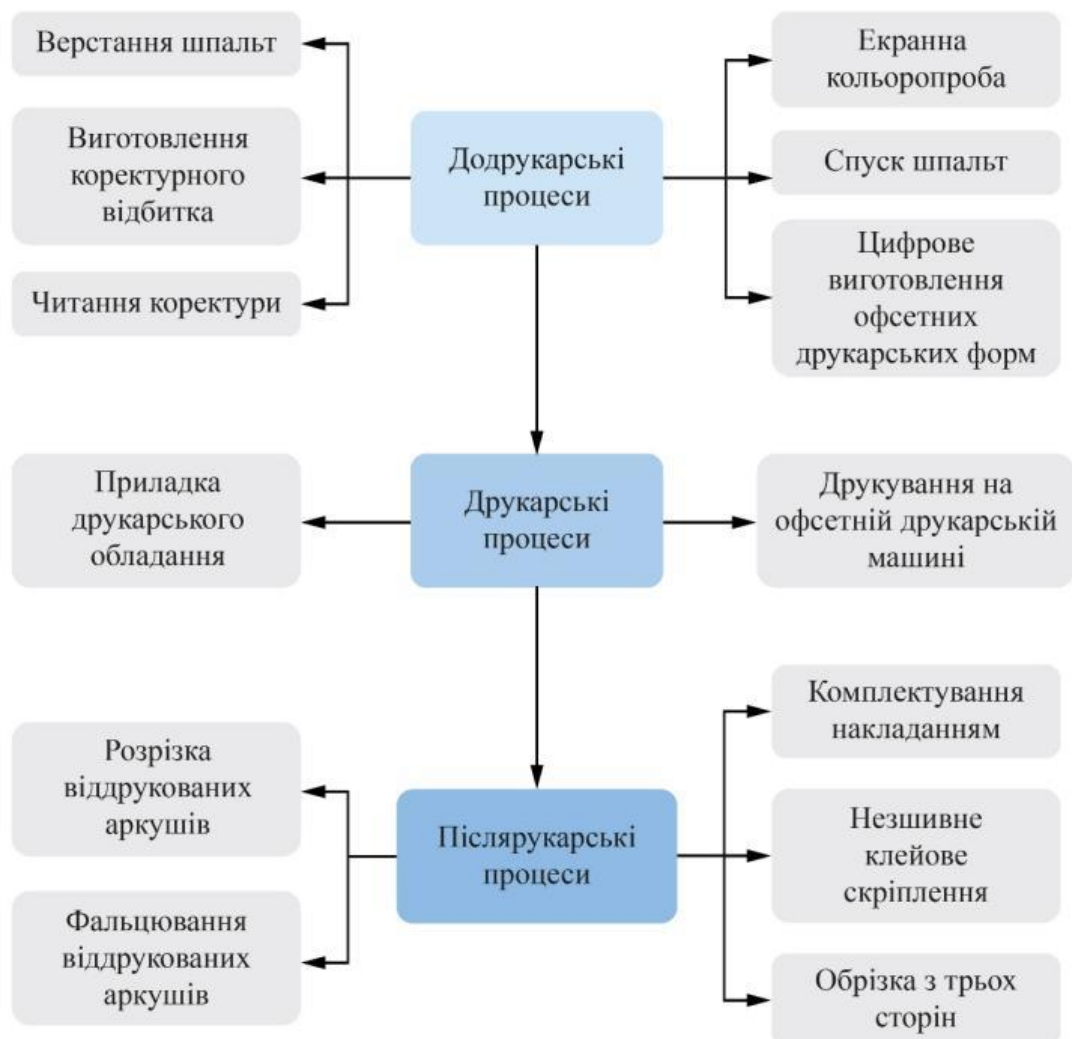 Верстання шпальт
Виготовлення
коректурного
відбитка
Читання коректури
Додрукарські
процеси
Екранна
кольоропроба
Спуск шпальт
Цифрове
виготовлення
офсетних
друкарських форм
Приладка
друкарського
обладання
Друкарські
процеси
Друкування на
офсетній друкарській
машині
Розрізка
віддрукованих
аркушів
Фальцювання
віддрукованих
аркушів
Післярукарські
процеси
Комплектування
накладанням
Незшивне
клейове
скріплення
Обрізка з трьох
сторін